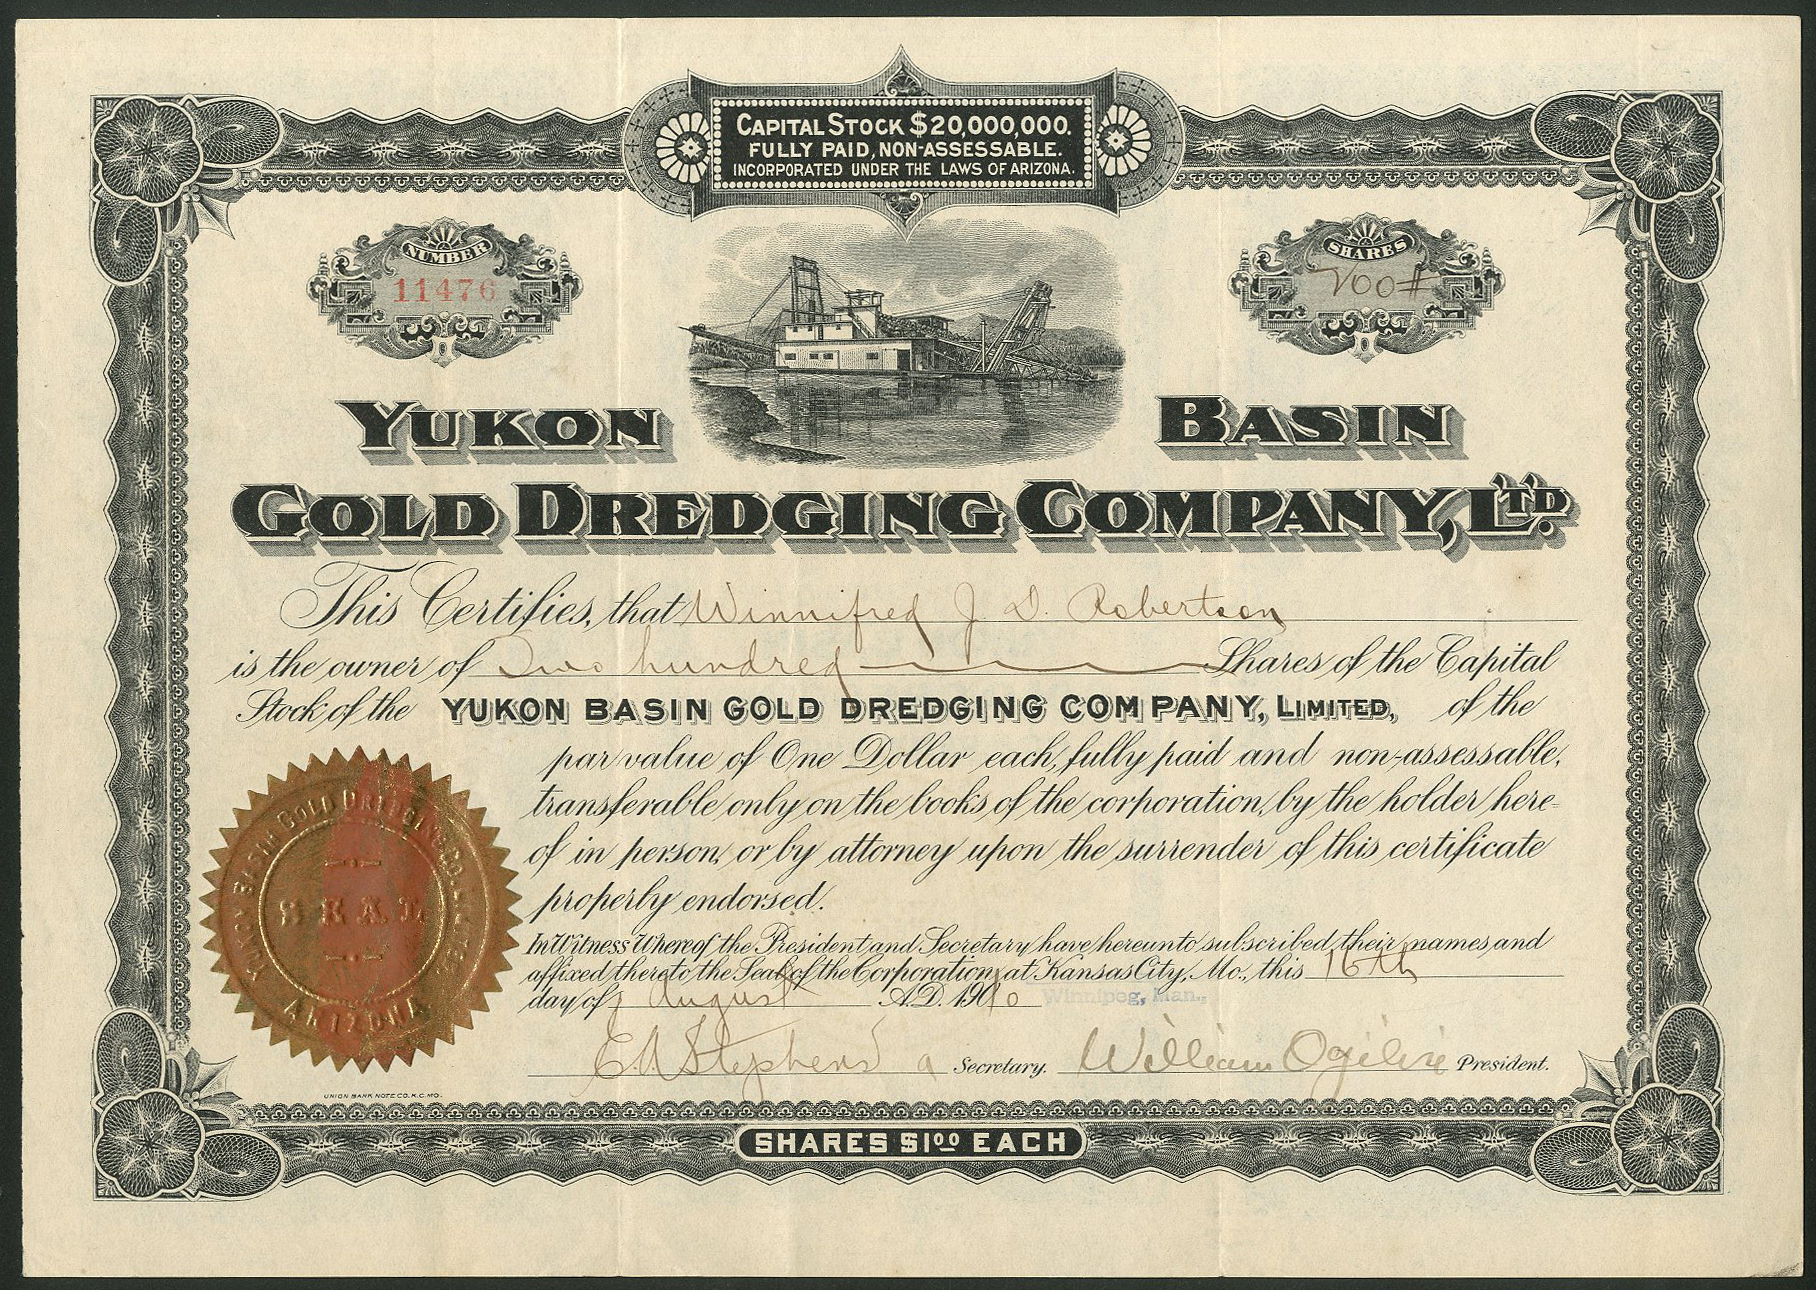 CAPITAL STOCK $20,000,000.
FULLY PAID, NON-ASSESSABLE.
INCORPORATED UNDER THE LAWS OF ARIZONA.
NUMBER
11476
SHARES
200#
YUKON BASIN
GOLD DREDGING COMPANY, LTD.
This Certifies, that Winnifred J. D. Robertson
is the owner of Two hundred Shares of the Capital
Stock of the YUKON BASIN GOLD DREDGING COMPANY, LIMITED, of the
par value of One Dollar each, fully paid and non-assessable,
transferable only on the books of the corporation, by the holder here-
of in person, or by attorney upon the surrender of this certificate
properly endorsed.
In Witness Whereof the President and Secretary have hereunto subscribed their names and
affixed thereto the Seal of the Corporation, at Kansas City, Mo., this 16th
day of August A.D. 1910 Winnipeg, Man.,
E A Stephens a Secretary. William Ogilvie President.
YUKON BASIN GOLD DREDGING CO. LIMITED.
SEAL
ARIZONA
UNION BANK NOTE CO. K.C. MO.
SHARES $1.00 EACH